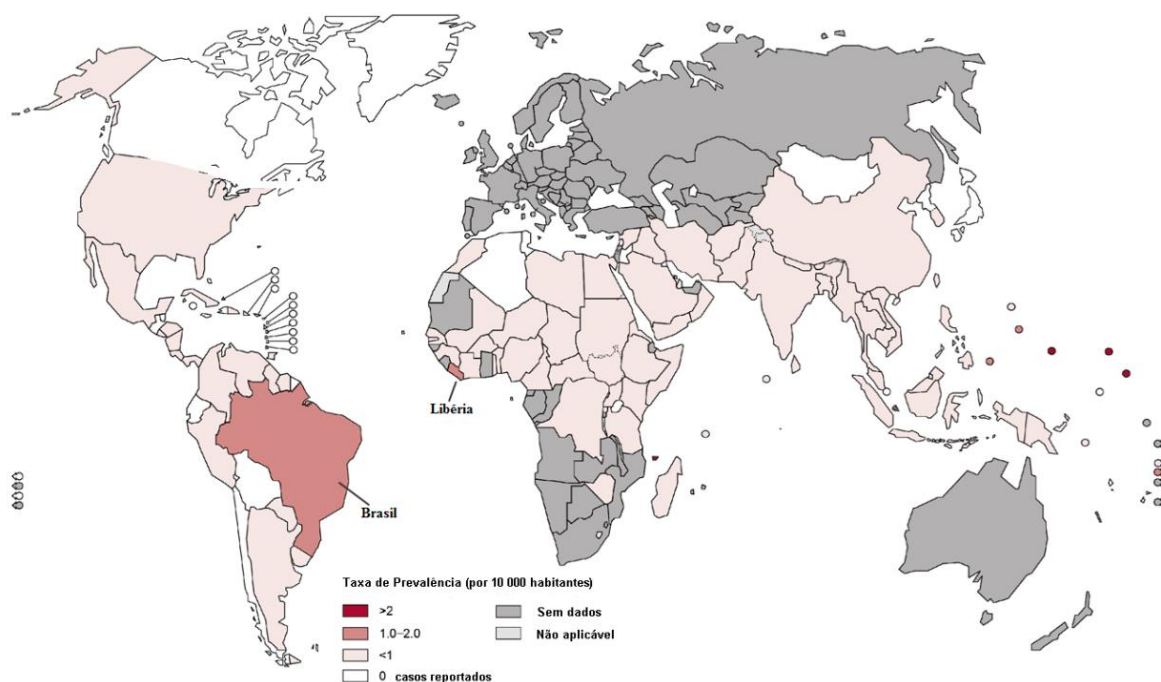 Libéria
Brasil
Taxa de Prevalência (por 10 000 habitantes)
>2
1.0–2.0
<1
0 casos reportados
Sem dados
Não aplicável